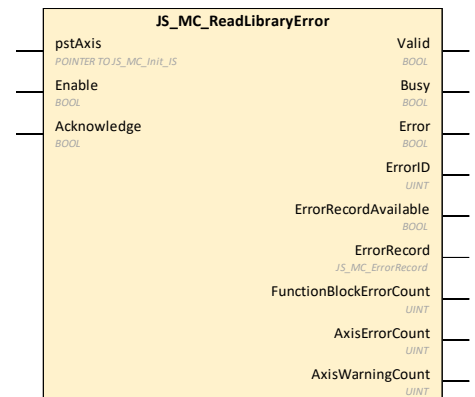 JS_MC_ReadLibraryError
pstAxis Valid
POINTER TO JS_MC_Init_IS BOOL
Enable Busy
BOOL BOOL
Acknowledge Error
BOOL BOOL
ErrorID
UINT
ErrorRecordAvailable
BOOL
ErrorRecord
JS_MC_ErrorRecord
FunctionBlockErrorCount
UINT
AxisErrorCount
UINT
AxisWarningCount
UINT